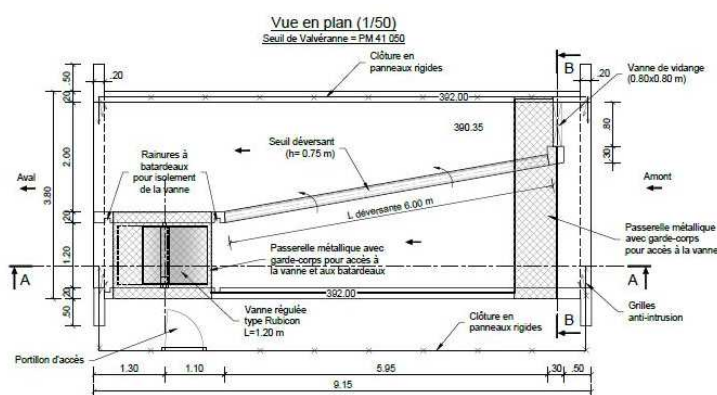 Vue en plan (1/50)
Seuil de Valvéranne = PM 41 050
Clôture en
panneaux rigides
B
Vanne de vidange
(0.80x0.80 m)
.50
.20
.20
.20
392.00
390.35
.80
.30
Seuil déversant
(h= 0.75 m)
Rainures à
batardeaux
pour isolement
de la vanne
Aval
Amont
2.00
3.80
L déversante 6.00 m
.20
1.20
Passerelle métallique avec
garde-corps pour accès à
la vanne et aux batardeaux
Passerelle métallique
avec garde-corps
pour accès à la vanne
A
A
.20
392.00
.50
Vanne régulée
type Rubicon
L=1.20 m
Grilles
anti-intrusion
B
Clôture en
panneaux rigides
Portillon d'accès
1.30
1.10
5.95
.30
.50
9.15